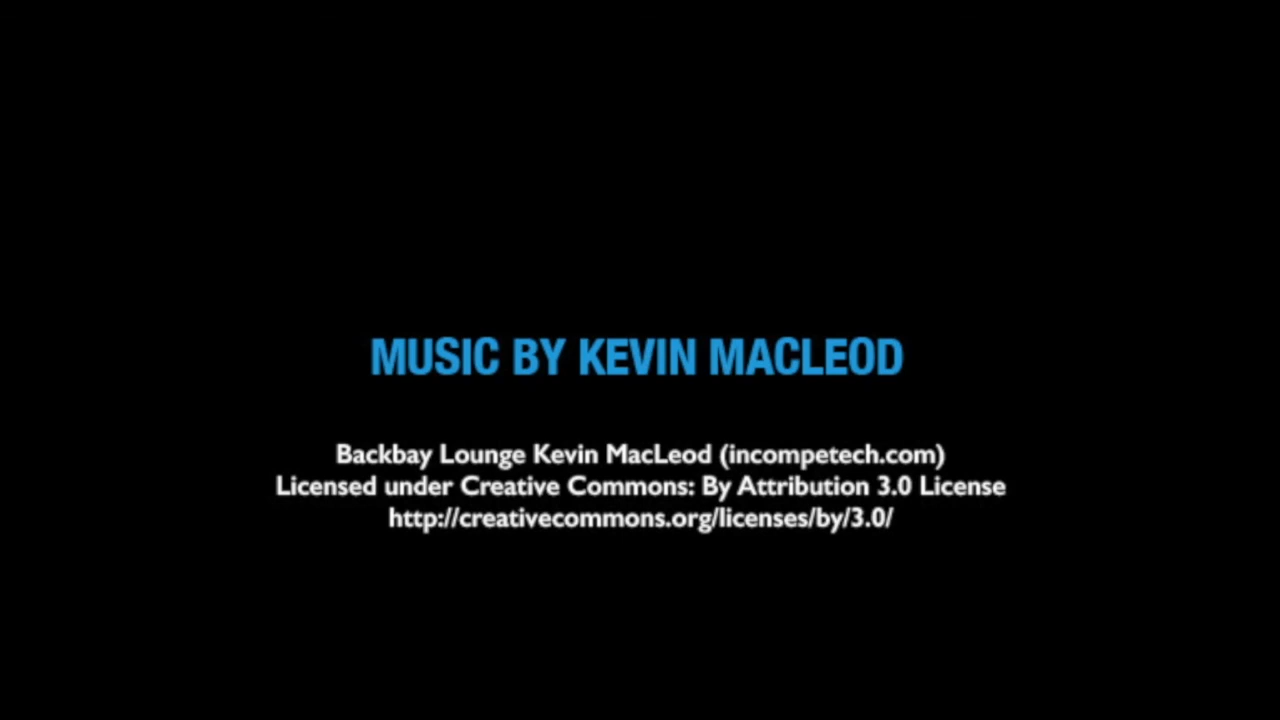 MUSIC BY KEVIN MACLEOD
Backbay Lounge Kevin MacLeod (incompetech.com)
Licensed under Creative Commons: By Attribution 3.0 License
http://creativecommons.org/licenses/by/3.0/